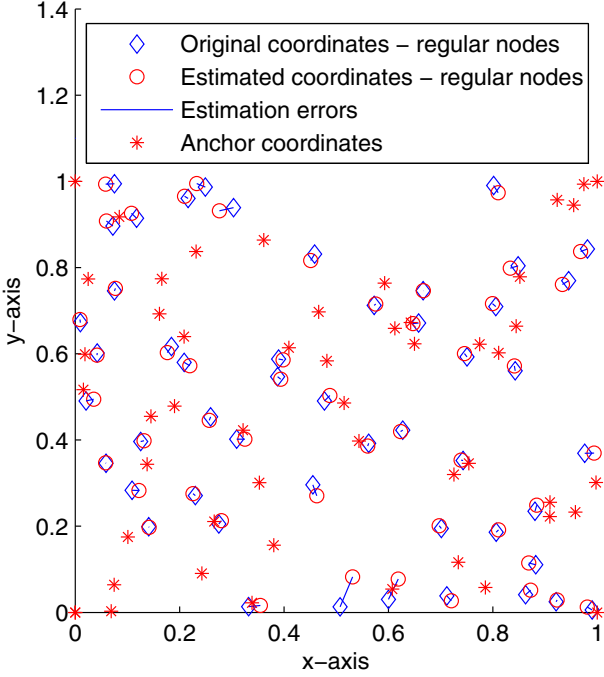 1.4
1.2
1
0.8
0.6
0.4
0.2
0
y-axis
Original coordinates − regular nodes
Estimated coordinates − regular nodes
Estimation errors
Anchor coordinates
0 0.2 0.4 0.6 0.8 1
x-axis